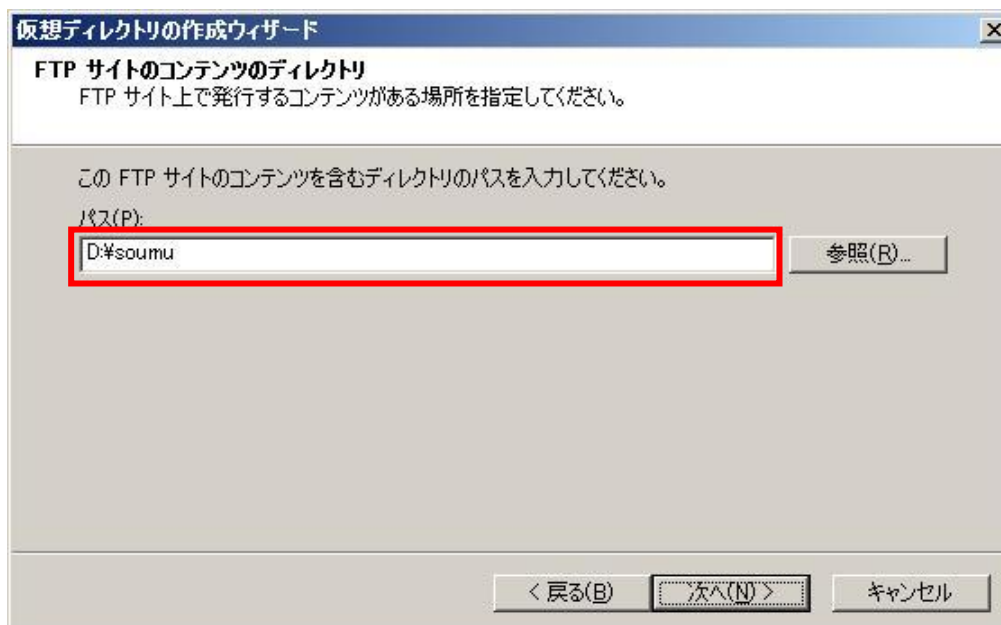 仮想ディレクトリの作成ウィザード
FTP サイトのコンテンツのディレクトリ
FTP サイト上で発行するコンテンツがある場所を指定してください。
この FTP サイトのコンテンツを含むディレクトリのパスを入力してください。
パス(P):
D:¥soumu
参照(R)...
< 戻る(B)
次へ(N) >
キャンセル